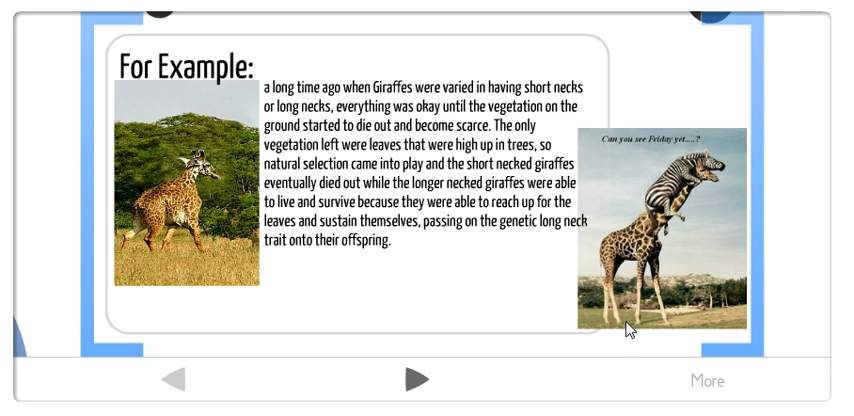 For Example:
a long time ago when Giraffes were varied in having short necks
or long necks, everything was okay until the vegetation on the
ground started to die out and become scarce. The only
vegetation left were leaves that were high up in trees, so
natural selection came into play and the short necked giraffes
eventually died out while the longer necked giraffes were able
to live and survive because they were able to reach up for the
leaves and sustain themselves, passing on the genetic long neck
trait onto their offspring.
Can you see Friday yet.....?
More